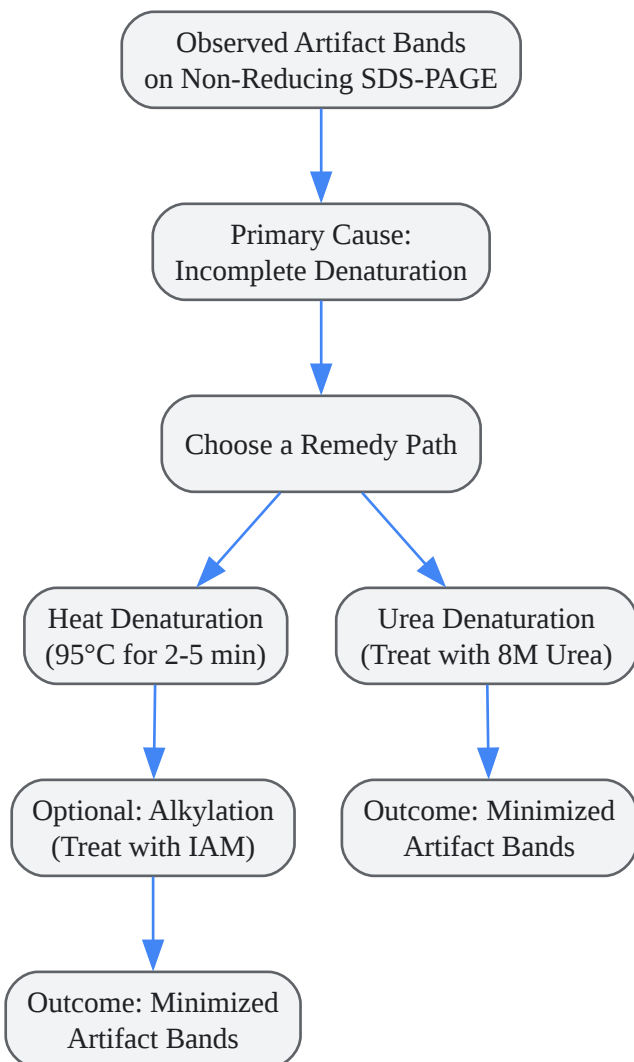 Observed Artifact Bands
on Non-Reducing SDS-PAGE
Primary Cause:
Incomplete Denaturation
Choose a Remedy Path
Heat Denaturation
(95°C for 2-5 min)
Urea Denaturation
(Treat with 8M Urea)
Optional: Alkylation
(Treat with IAM)
Outcome: Minimized
Artifact Bands
Outcome: Minimized
Artifact Bands